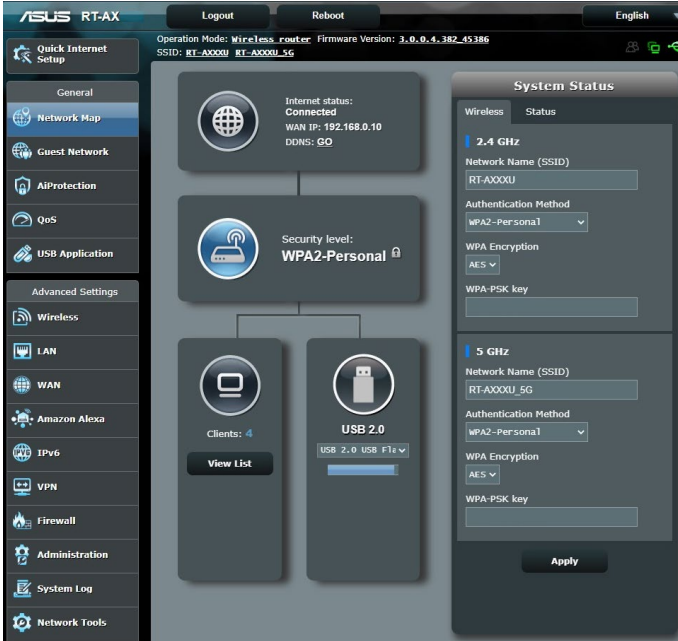 ASUS RT-AX
Logout
Reboot
English
Quick Internet
Setup
Operation Mode: Wireless router Firmware Version: 3.0.0.4.382_45386
SSID: RT-AXXXU RT-AXXXU_5G
General
Network Map
Guest Network
AiProtection
QoS
USB Application
Advanced Settings
Wireless
LAN
WAN
Amazon Alexa
IPv6
VPN
Firewall
Administration
System Log
Network Tools
Internet status:
Connected
WAN IP: 192.168.0.10
DDNS: GO
Security level:
WPA2-Personal
Clients: 4
View List
USB 2.0
USB 2.0 USB Fla
System Status
Wireless Status
2.4 GHz
Network Name (SSID)
RT-AXXXU
Authentication Method
WPA2-Personal
WPA Encryption
AES
WPA-PSK key
5 GHz
Network Name (SSID)
RT-AXXXU_5G
Authentication Method
WPA2-Personal
WPA Encryption
AES
WPA-PSK key
Apply